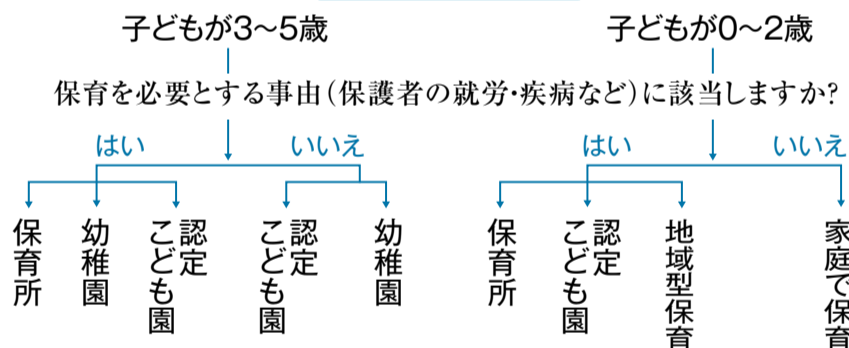 子どもが3〜5歳
子どもが0〜2歳
保育を必要とする事由(保護者の就労・疾病など)に該当しますか?
はい
いいえ
はい
いいえ
保育所
幼稚園
認定
こども園
認定
こども園
幼稚園
保育所
認定
こども園
地域型保育
家庭で保育